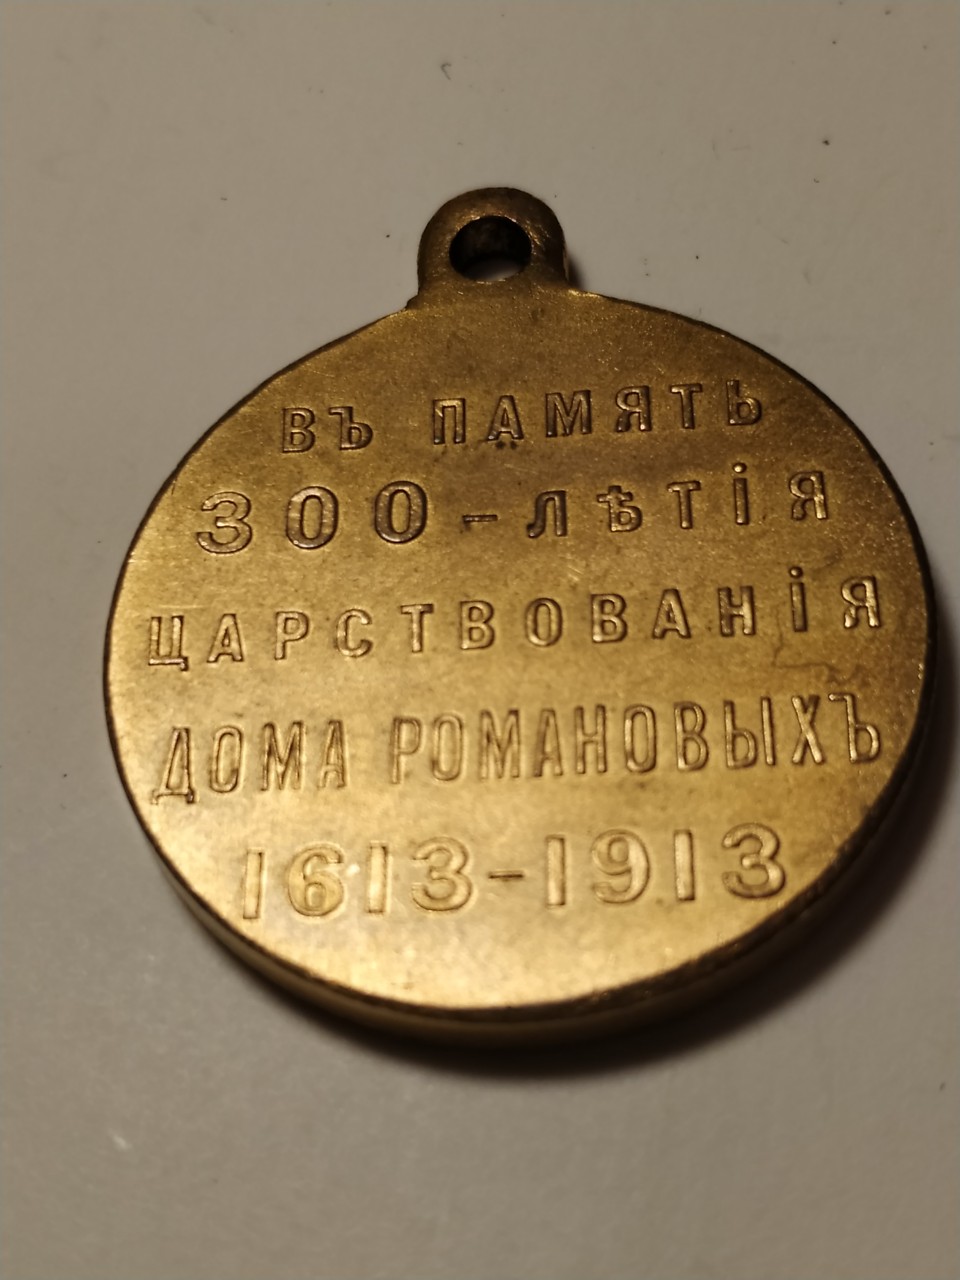 ВЪ ПАМЯТЬ
300-ЛѢТІЯ
ЦАРСТВОВАНІЯ
ДОМА РОМАНОВЫХЪ
1613-1913